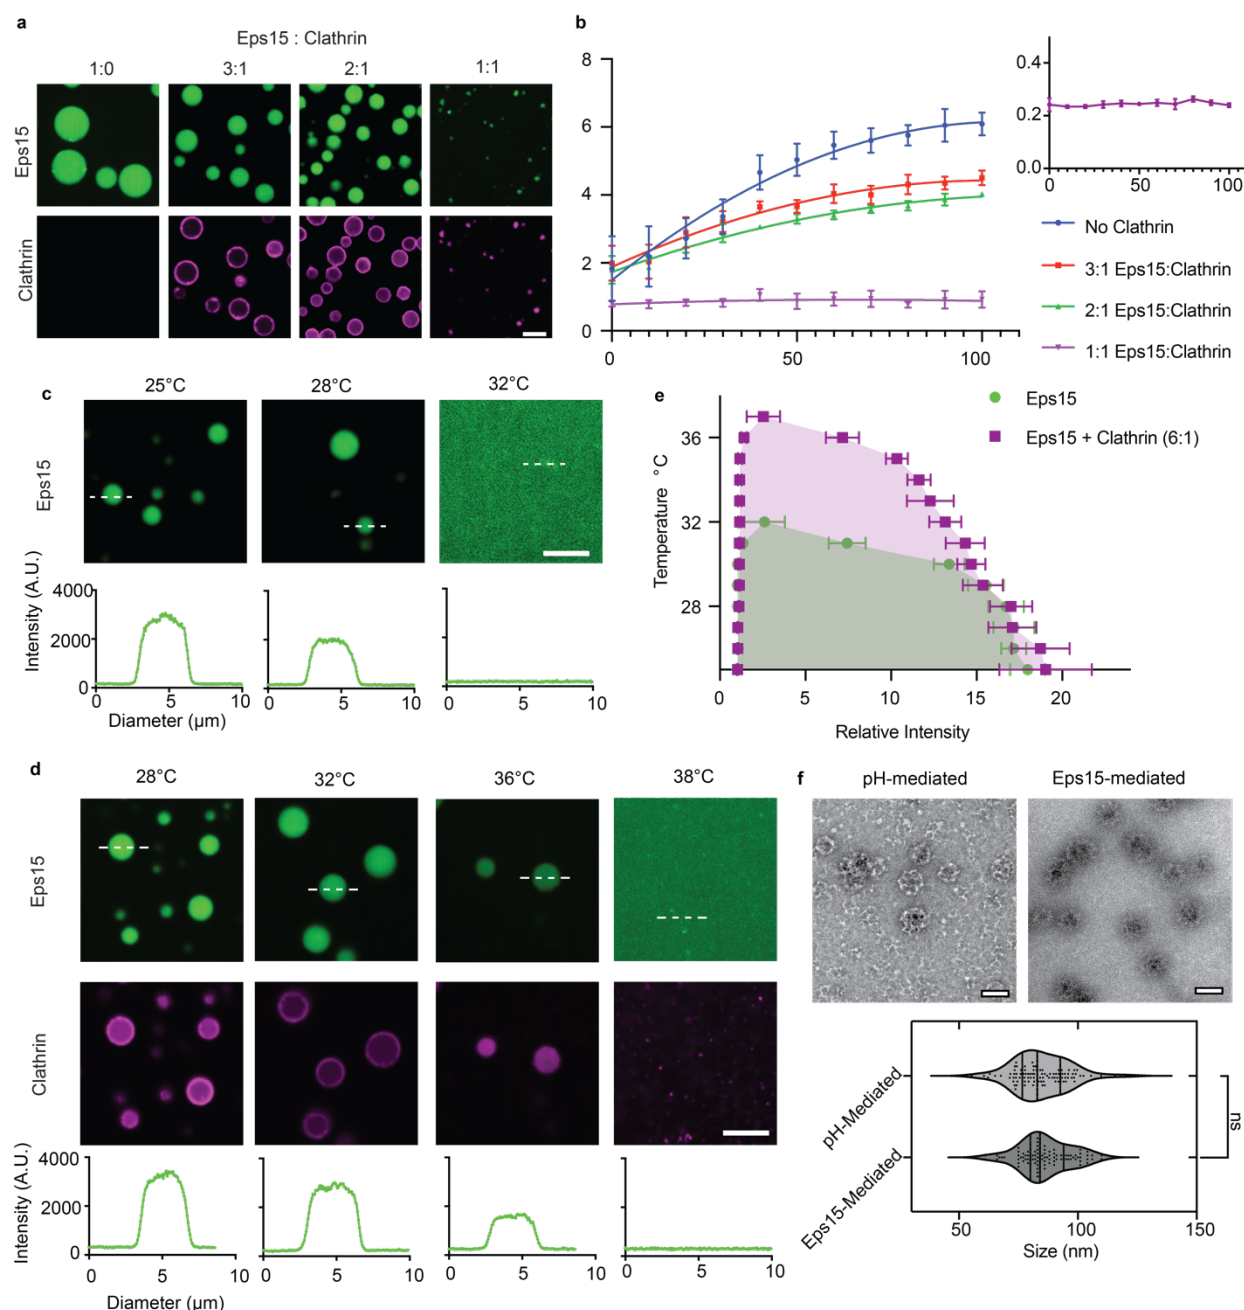 a
Eps15 : Clathrin
1:0 3:1 2:1 1:1
Eps15
Clathrin
b
8
6
4
2
0
0 50 100
0.4
0.2
0.0
0 50 100
No Clathrin
3:1 Eps15:Clathrin
2:1 Eps15:Clathrin
1:1 Eps15:Clathrin
c
25°C 28°C 32°C
Eps15
Intensity (A.U.)
4000
2000
0
0 5 10 0 5 10 0 5 10
Diameter (µm)
e
Eps15
Eps15 + Clathrin (6:1)
Temperature °C
36
32
28
0 5 10 15 20
Relative Intensity
d
28°C 32°C 36°C 38°C
Eps15
Clathrin
Intensity (A.U.)
4000
2000
0
0 5 10 0 5 10 0 5 10 0 5 10
Diameter (µm)
f
pH-mediated Eps15-mediated
pH-Mediated
Eps15-Mediated
ns
50 100 150
Size (nm)